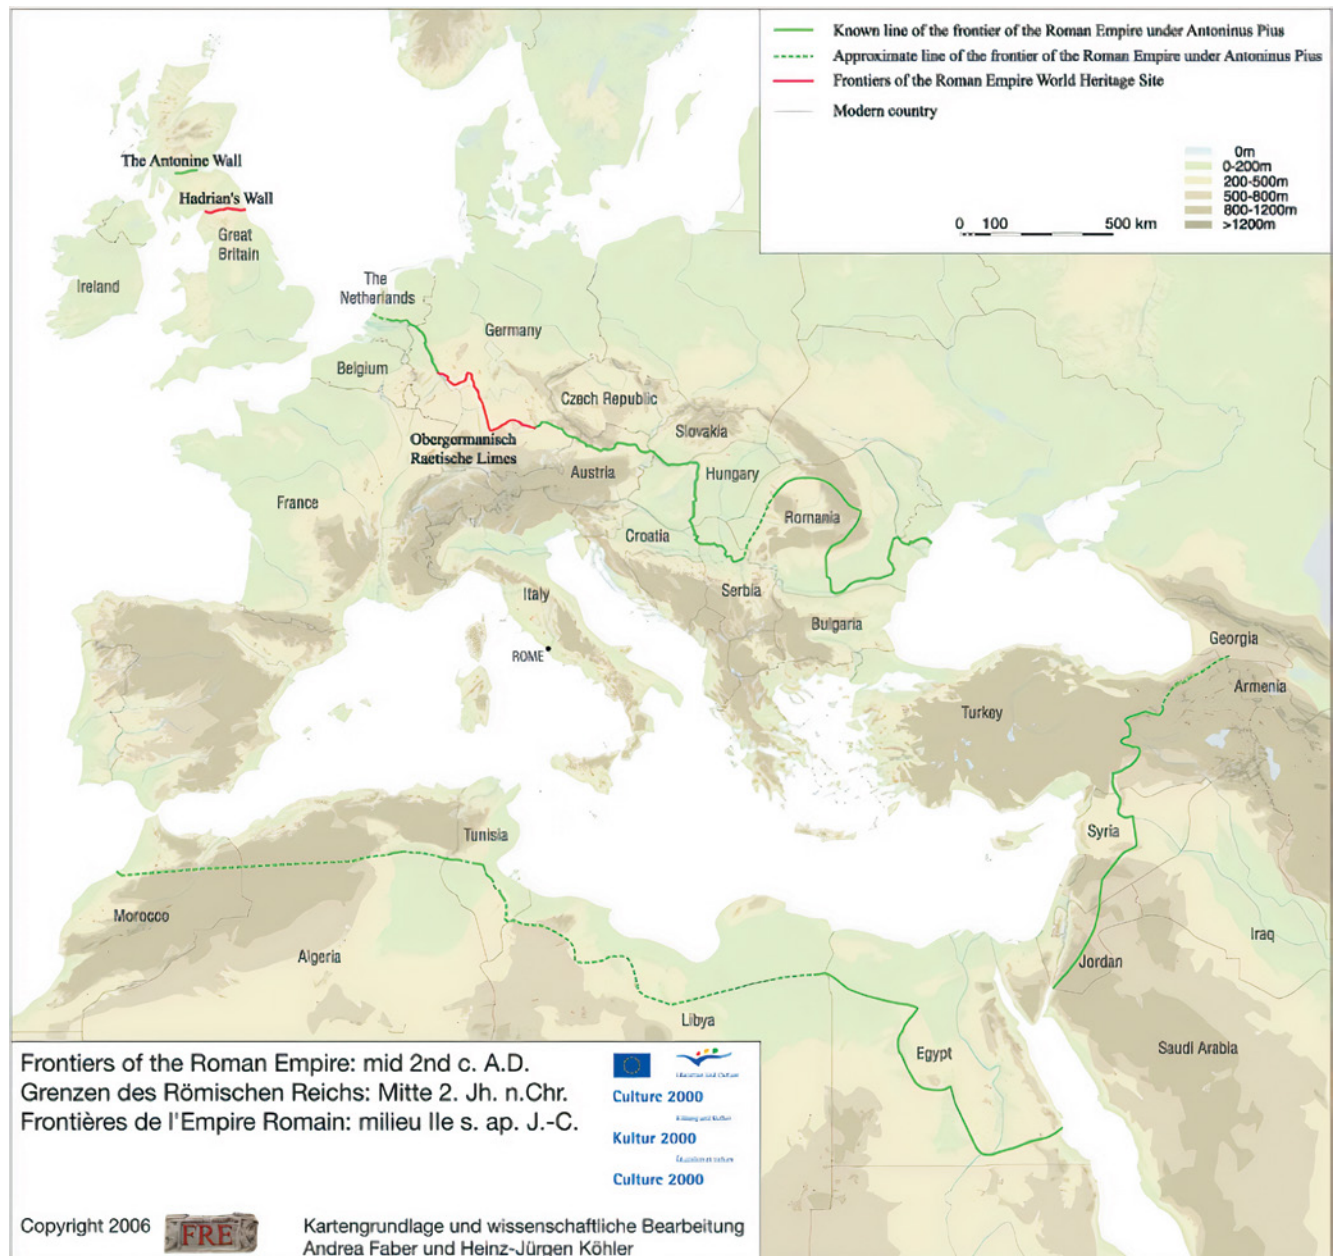 Known line of the frontier of the Roman Empire under Antoninus Pius
Approximate line of the frontier of the Roman Empire under Antoninus Pius
Frontiers of the Roman Empire World Heritage Site
Modern country
0m
0-200m
200-500m
500-800m
800-1200m
>1200m
0 100 500 km
The Antonine Wall
Hadrian's Wall
Great
Britain
Ireland
The
Netherlands
Germany
Belgium
Czech Republic
Slovakia
Obergermanisch
Raetische Limes
Austria
Hungary
France
Romania
Croatia
Serbia
Italy
Bulgaria
ROME
Georgia
Armenia
Turkey
Tunisia
Syria
Morocco
Algeria
Iraq
Jordan
Libya
Egypt
Saudi Arabia
Frontiers of the Roman Empire: mid 2nd c. A.D.
Grenzen des Römischen Reichs: Mitte 2. Jh. n.Chr.
Frontières de l'Empire Romain: milieu IIe s. ap. J.-C.
Education and Culture
Culture 2000
Bildung und Kultur
Kultur 2000
Culture 2000
Copyright 2006
FRE
Kartengrundlage und wissenschaftliche Bearbeitung
Andrea Faber und Heinz-Jürgen Köhler